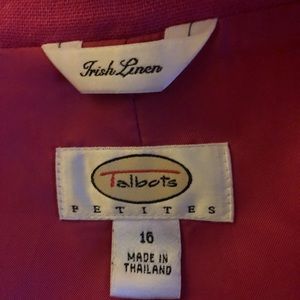 Irish Linen
Talbots
PETITES
16
MADE IN
THAILAND